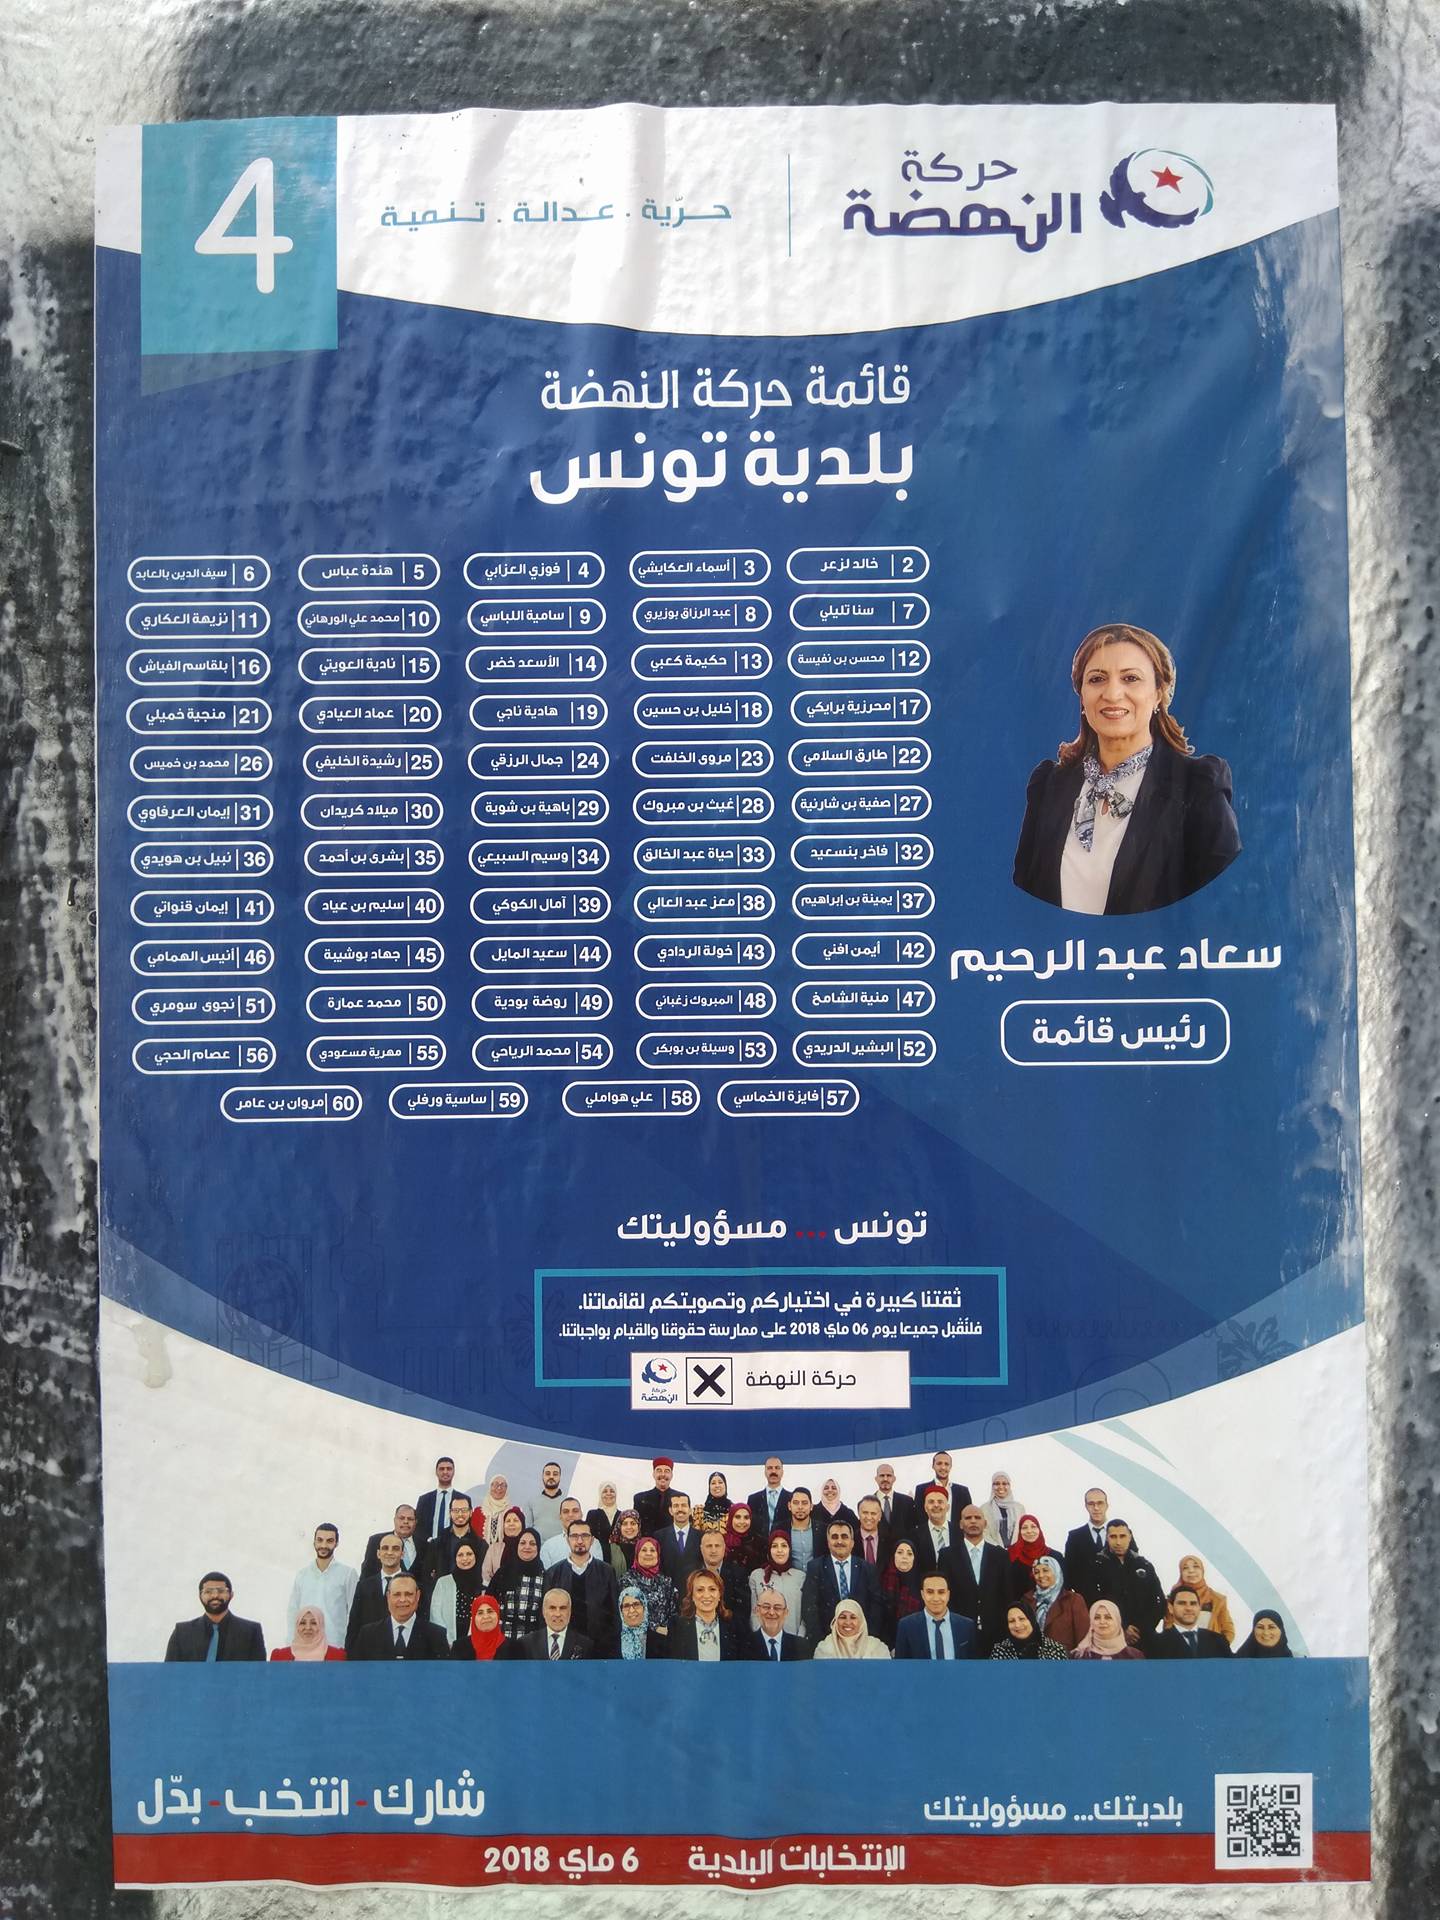 حركة
النهضة
حرّية . عدالة . تنمية
4
قائمة حركة النهضة
بلدية تونس
2 خالد لزعر
3 أسماء العكايشي
4 فوزي العزابي
5 هندة عباس
6 سيف الدين بالعابد
7 سنا تليلي
8 عبد الرزاق بوزيري
9 سامية اللباسي
10 محمد علي الورهاني
11 نزيهة العكاري
12 محسن بن نفيسة
13 حكيمة كعبي
14 الأسعد خضر
15 نادية العويتي
16 بلقاسم الفياش
17 محرزية برايكي
18 خليل بن حسين
19 هادية ناجي
20 عماد العيادي
21 منجية خميلي
22 طارق السلامي
23 مروى الخلفت
24 جمال الرزقي
25 رشيدة الخليفي
26 محمد بن خميس
27 صفية بن شارنية
28 غيث بن مبروك
29 باهية بن شوية
30 ميلاد كريدان
31 إيمان العرفاوي
32 فاخر بنسعيد
33 حياة عبد الخالق
34 وسيم السبيعي
35 بشرى بن أحمد
36 نبيل بن هويدي
37 يمينة بن إبراهيم
38 معز عبد العالي
39 آمال الكوكي
40 سليم بن عياد
41 إيمان قنواتي
42 أيمن افني
43 خولة الردادي
44 سعيد المايل
45 جهاد بوشيبة
46 أنيس الهمامي
47 منية الشامخ
48 المبروك زغباني
49 روضة بودية
50 محمد عمارة
51 نجوى سومري
52 البشير الدريدي
53 وسيلة بن بوبكر
54 محمد الرياحي
55 مهرية مسعودي
56 عصام الحجي
57 فايزة الخماسي
58 علي هواملي
59 ساسية ورفلي
60 مروان بن عامر
سعاد عبد الرحيم
رئيس قائمة
تونس ... مسؤوليتك
ثقتنا كبيرة في اختياركم وتصويتكم لقائماتنا.
فلنُقبل جميعا يوم 06 ماي 2018 على ممارسة حقوقنا والقيام بواجباتنا.
حركة النهضة
حركة
النهضة
بلديتك... مسؤوليتك
شارك-انتخب-بدّل
الإنتخابات البلدية 6 ماي 2018